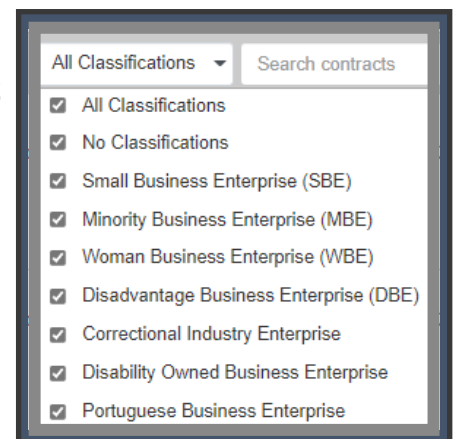 All Classifications Search contracts
All Classifications
No Classifications
Small Business Enterprise (SBE)
Minority Business Enterprise (MBE)
Woman Business Enterprise (WBE)
Disadvantage Business Enterprise (DBE)
Correctional Industry Enterprise
Disability Owned Business Enterprise
Portuguese Business Enterprise